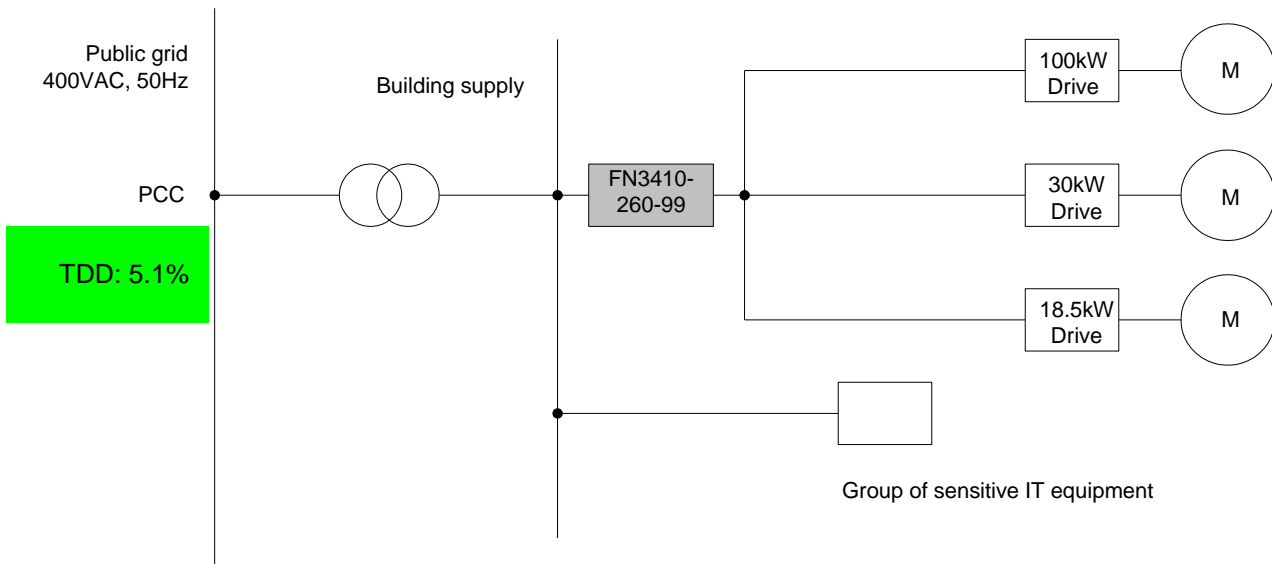 Public grid
400VAC, 50Hz
Building supply
PCC
TDD: 5.1%
FN3410-
260-99
100kW
Drive
M
30kW
Drive
M
18.5kW
Drive
M
Group of sensitive IT equipment